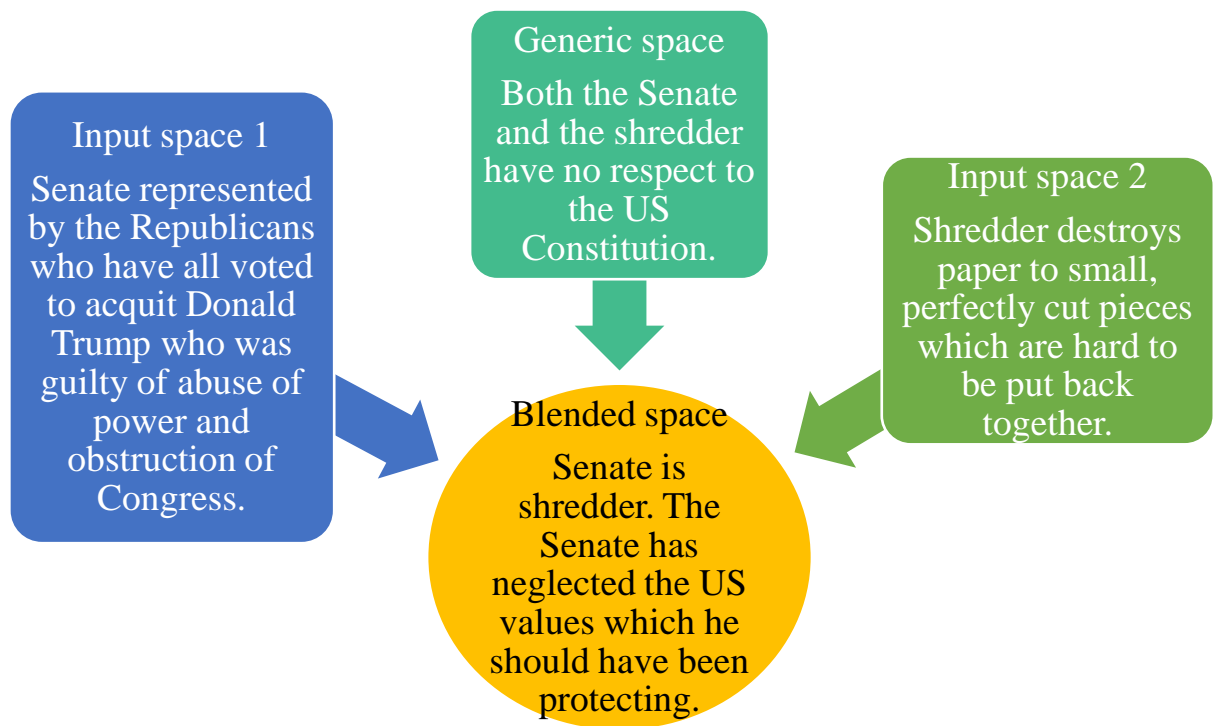 Generic space
Both the Senate
and the shredder
have no respect to
the US
Constitution.
Input space 1
Senate represented
by the Republicans
who have all voted
to acquit Donald
Trump who was
guilty of abuse of
power and
obstruction of
Congress.
Input space 2
Shredder destroys
paper to small,
perfectly cut pieces
which are hard to
be put back
together.
Blended space
Senate is
shredder. The
Senate has
neglected the US
values which he
should have been
protecting.